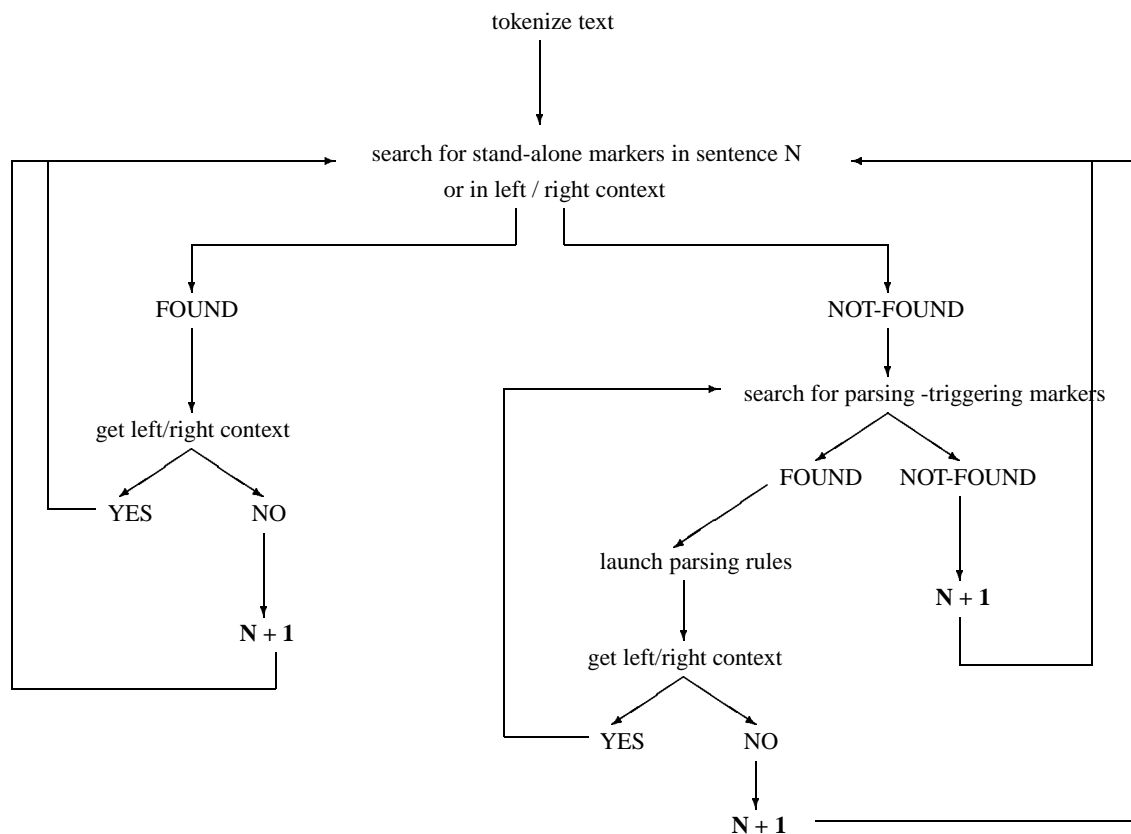 tokenize text
search for stand-alone markers in sentence N
or in left / right context
FOUND
NOT-FOUND
search for parsing -triggering markers
get left/right context
FOUND
NOT-FOUND
YES
NO
launch parsing rules
N + 1
N + 1
get left/right context
YES
NO
N + 1